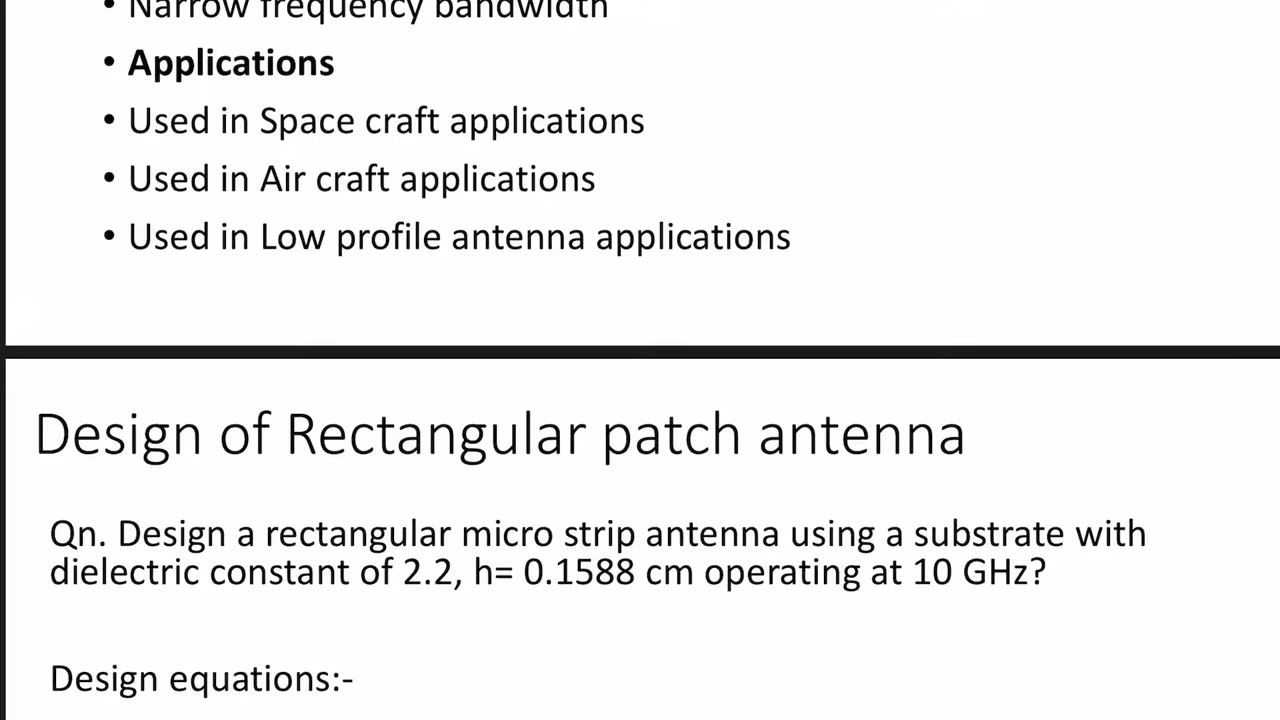 • Narrow frequency bandwidth
• Applications
• Used in Space craft applications
• Used in Air craft applications
• Used in Low profile antenna applications
Design of Rectangular patch antenna
Qn. Design a rectangular micro strip antenna using a substrate with
dielectric constant of 2.2, h= 0.1588 cm operating at 10 GHz?
Design equations:-